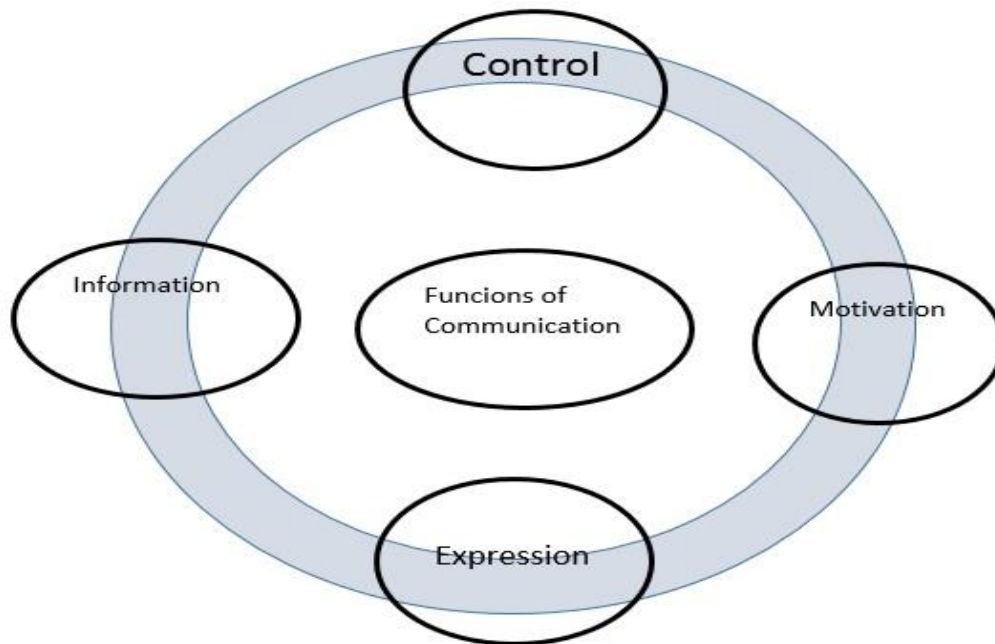 Control
Information
Funcions of
Communication
Motivation
Expression